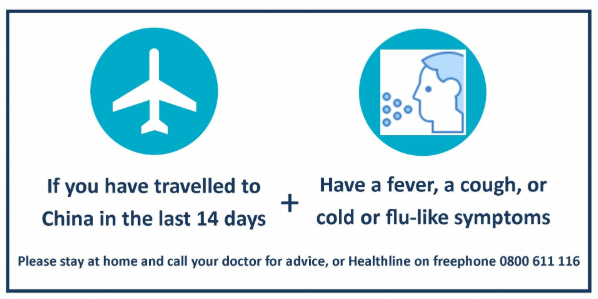 If you have travelled to
China in the last 14 days
+
Have a fever, a cough, or
cold or flu-like symptoms
Please stay at home and call your doctor for advice, or Healthline on freephone 0800 611 116